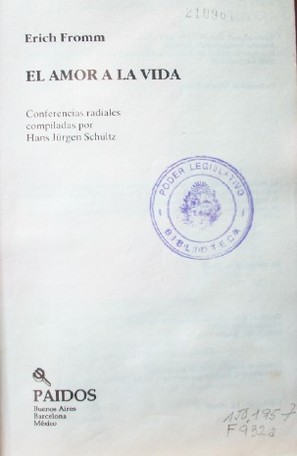 Erich Fromm
EL AMOR A LA VIDA
Conferencias radiales
compiladas por
Hans Jürgen Schultz
PODER LEGISLATIVO
BIBLIOTECA
PAIDOS
Buenos Aires
Barcelona
México